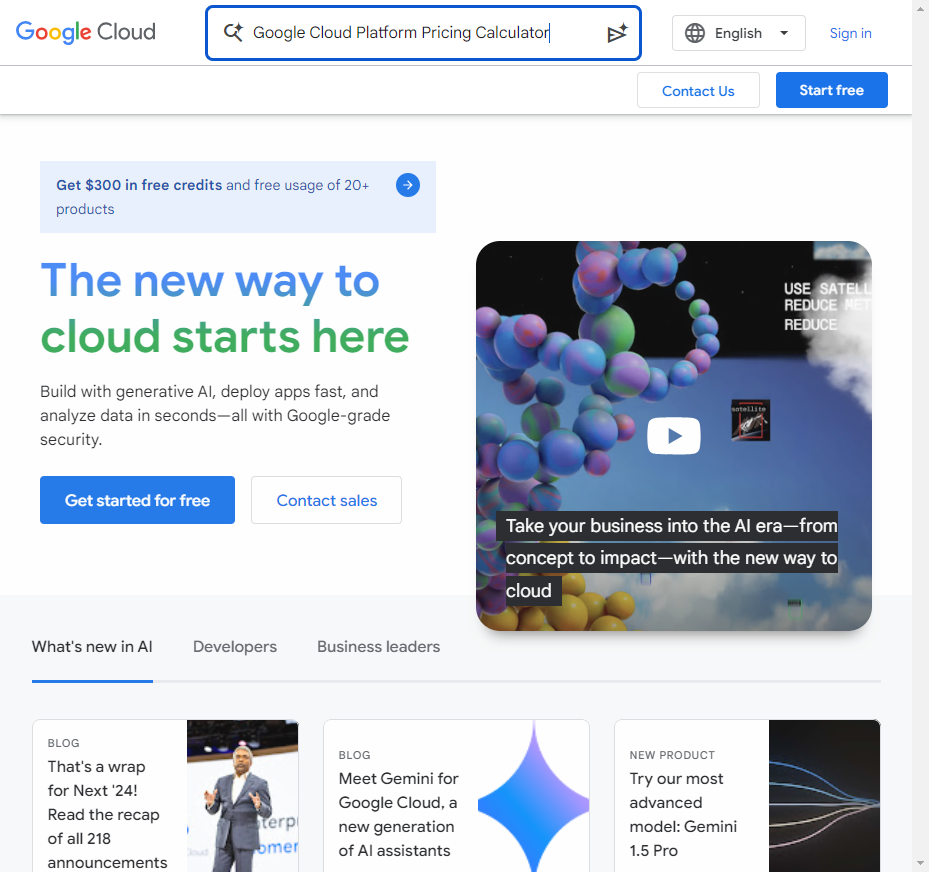 Google Cloud
Google Cloud Platform Pricing Calculator
English
Sign in
Contact Us
Start free
Get $300 in free credits and free usage of 20+
products
The new way to
cloud starts here
Build with generative AI, deploy apps fast, and
analyze data in seconds—all with Google-grade
security.
Get started for free
Contact sales
USE SATELL
REDUCE MET
REDUCE
satellite
Take your business into the AI era—from
concept to impact—with the new way to
cloud
What's new in AI
Developers
Business leaders
BLOG
That's a wrap
for Next '24!
Read the recap
of all 218
announcements
BLOG
Meet Gemini for
Google Cloud, a
new generation
of AI assistants
NEW PRODUCT
Try our most
advanced
model: Gemini
1.5 Pro